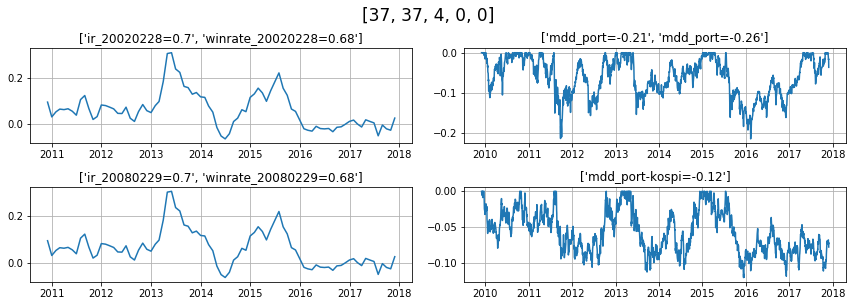 [37, 37, 4, 0, 0]
['ir_20020228=0.7', 'winrate_20020228=0.68']
0.2
0.0
2011 2012 2013 2014 2015 2016 2017 2018
['mdd_port=-0.21', 'mdd_port=-0.26']
0.0
−0.1
−0.2
2010 2011 2012 2013 2014 2015 2016 2017 2018
['ir_20080229=0.7', 'winrate_20080229=0.68']
0.2
0.0
2011 2012 2013 2014 2015 2016 2017 2018
['mdd_port-kospi=-0.12']
0.00
−0.05
−0.10
2010 2011 2012 2013 2014 2015 2016 2017 2018